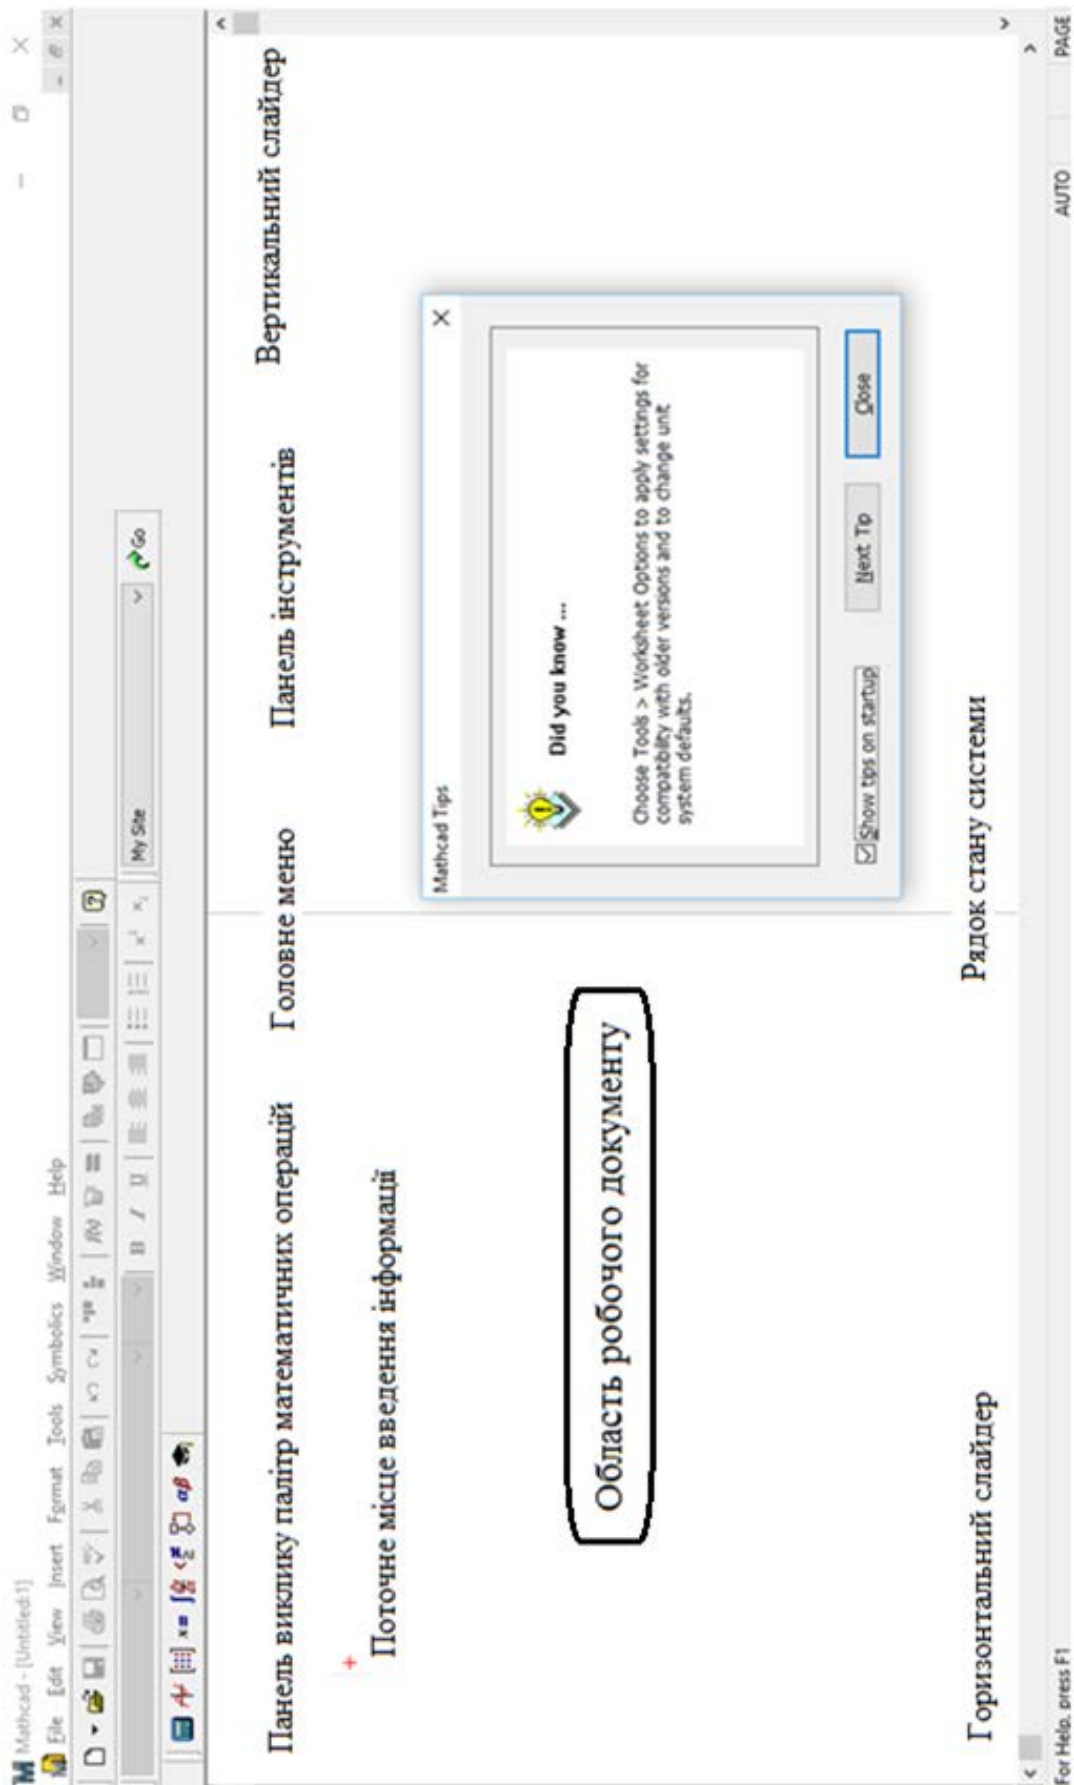 Mathcad - [Untitled:1]
File Edit View Insert Format Tools Symbolics Window Help
My Site Go
B I U
Панель виклику палітр математичних операцій Головне меню Панель інструментів Вертикальний слайдер
Поточне місце введення інформації
Область робочого документу
Mathcad Tips
Did you know ...
Choose Tools > Worksheet Options to apply settings for
compatibility with older versions and to change unit
system defaults.
Show tips on startup Next Tip Close
Горизонтальний слайдер Рядок стану системи
For Help, press F1 AUTO PAGE